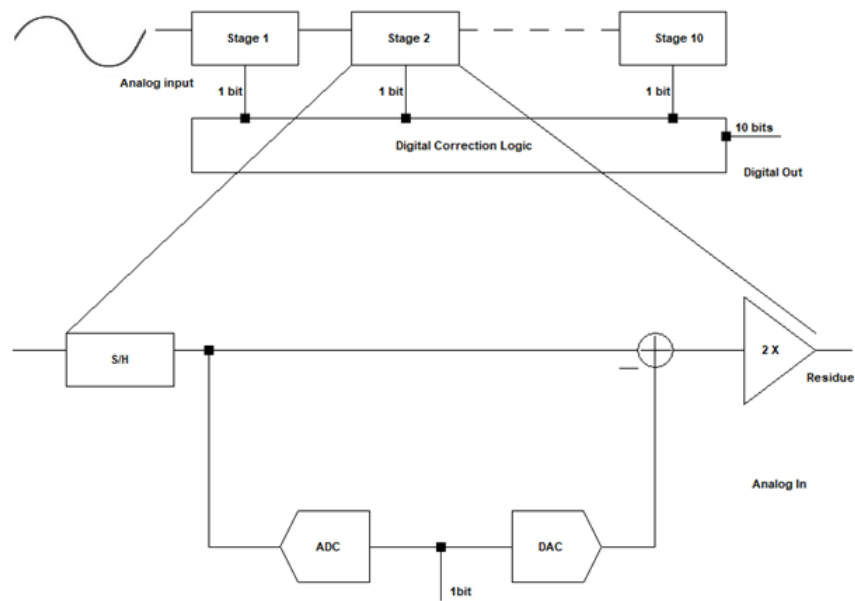 Stage 1
Stage 2
Stage 10
Analog input
1 bit
1 bit
1 bit
10 bits
Digital Correction Logic
Digital Out
S/H
2 X
Residue
Analog In
ADC
DAC
1bit